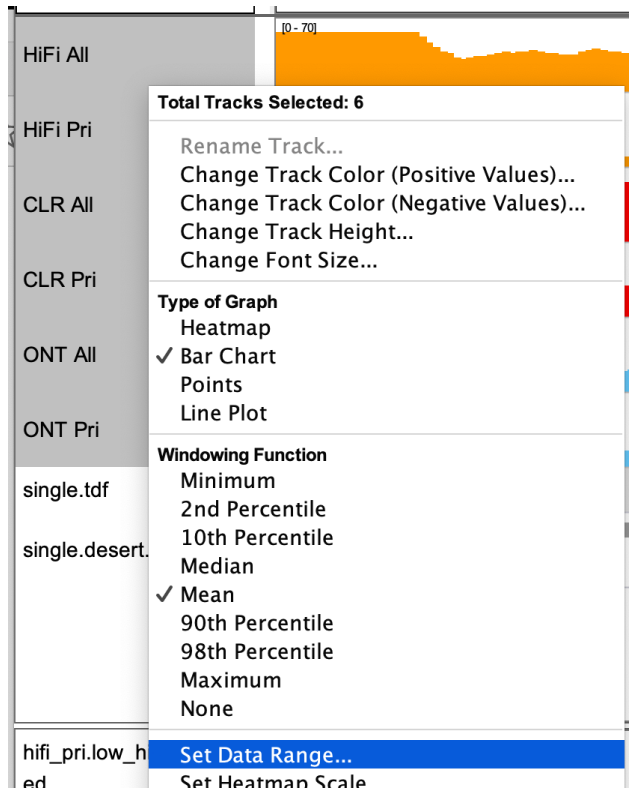 [0 - 70]
HiFi All
HiFi Pri
CLR All
CLR Pri
ONT All
ONT Pri
single.tdf
single.desert.
hifi_pri.low_h
ed
Total Tracks Selected: 6
Rename Track...
Change Track Color (Positive Values)...
Change Track Color (Negative Values)...
Change Track Height...
Change Font Size...
Type of Graph
Heatmap
Bar Chart
Points
Line Plot
Windowing Function
Minimum
2nd Percentile
10th Percentile
Median
Mean
90th Percentile
98th Percentile
Maximum
None
Set Data Range...
Set Heatmap Scale